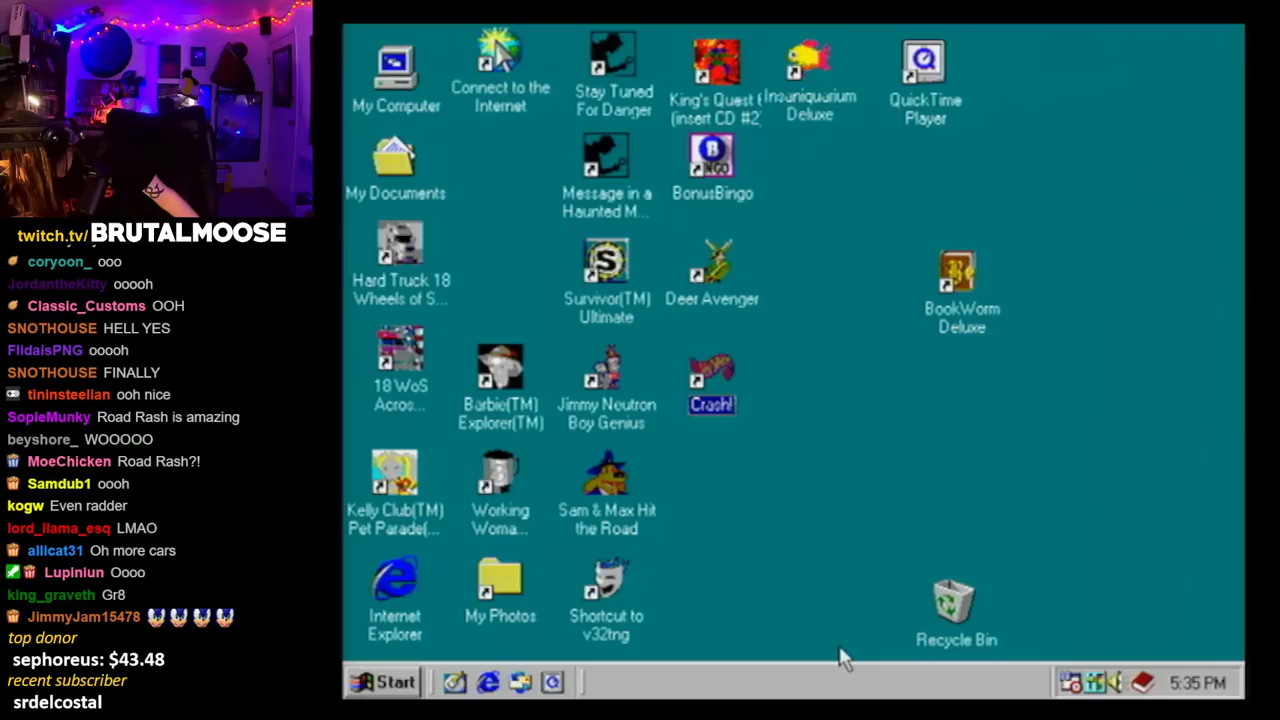 twitch.tv/BRUTALMOOSE
coryoon_ ooo
JordantheKitty ooooh
Classic_Customs OOH
SNOTHOUSE HELL YES
FlidaisPNG ooooh
SNOTHOUSE FINALLY
tininsteelian ooh nice
SopieMunky Road Rash is amazing
beyshore_ WOOOOO
MoeChicken Road Rash?!
Samdub1 oooh
kogw Even radder
lord_llama_esq LMAO
allicat31 Oh more cars
Lupiniun Oooo
king_graveth Gr8
JimmyJam15478
top donor
sephoreus: $43.48
recent subscriber
srdelcostal
My Computer
Connect to the
Internet
Stay Tuned
For Danger
King's Quest 6
(insert CD #2)
Insaniquarium
Deluxe
QuickTime
Player
My Documents
Message in a
Haunted M...
BonusBingo
NGO
Hard Truck 18
Wheels of S...
Survivor(TM)
Ultimate
Deer Avenger
BookWorm
Deluxe
18 WoS
Acros...
Barbie(TM)
Explorer(TM)
Jimmy Neutron
Boy Genius
Crash!
Kelly Club(TM)
Pet Parade(...
Working
Woma...
Sam & Max Hit
the Road
Internet
Explorer
My Photos
Shortcut to
v32tng
Recycle Bin
Start
5:35 PM